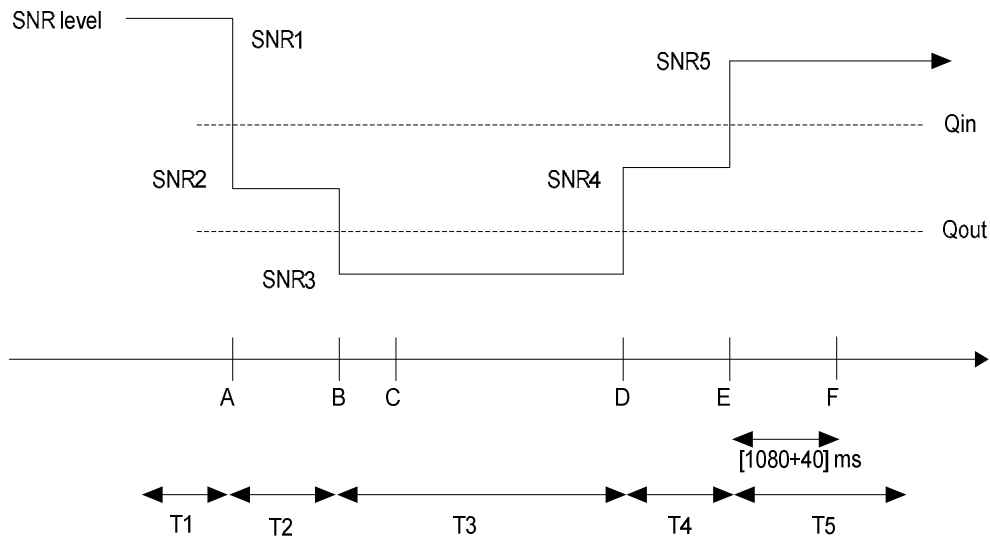 SNR level
SNR1
SNR5
Qin
SNR2
SNR4
Qout
SNR3
A B C D E F
[1080+40] ms
T1 T2 T3 T4 T5